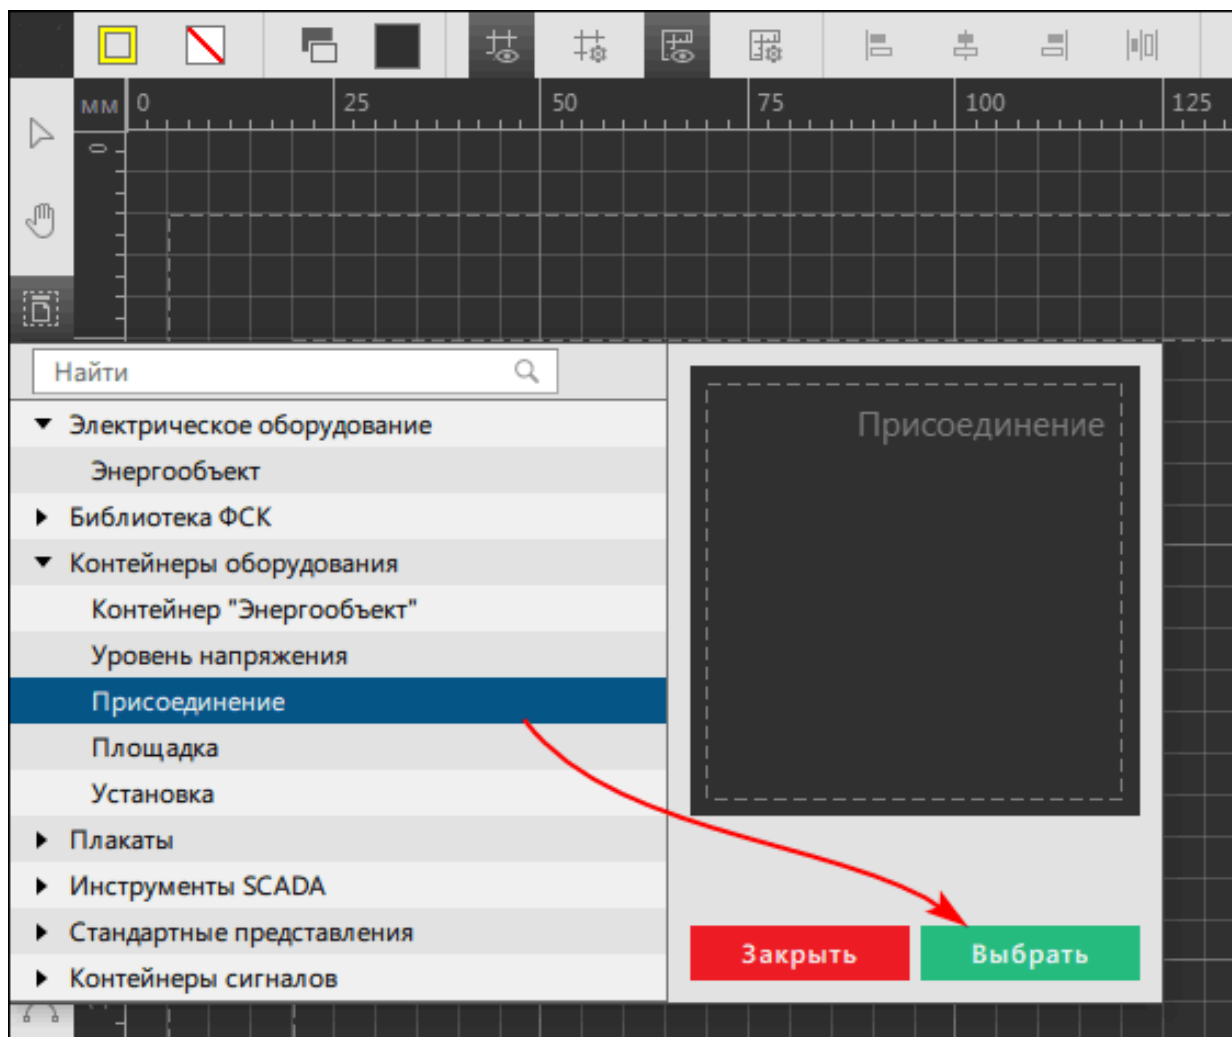 мм 0 25 50 75 100 125
0
Найти
Электрическое оборудование
Энергообъект
Библиотека ФСК
Контейнеры оборудования
Контейнер "Энергообъект"
Уровень напряжения
Присоединение
Площадка
Установка
Плакаты
Инструменты SCADA
Стандартные представления
Контейнеры сигналов
Присоединение
Закрыть
Выбрать